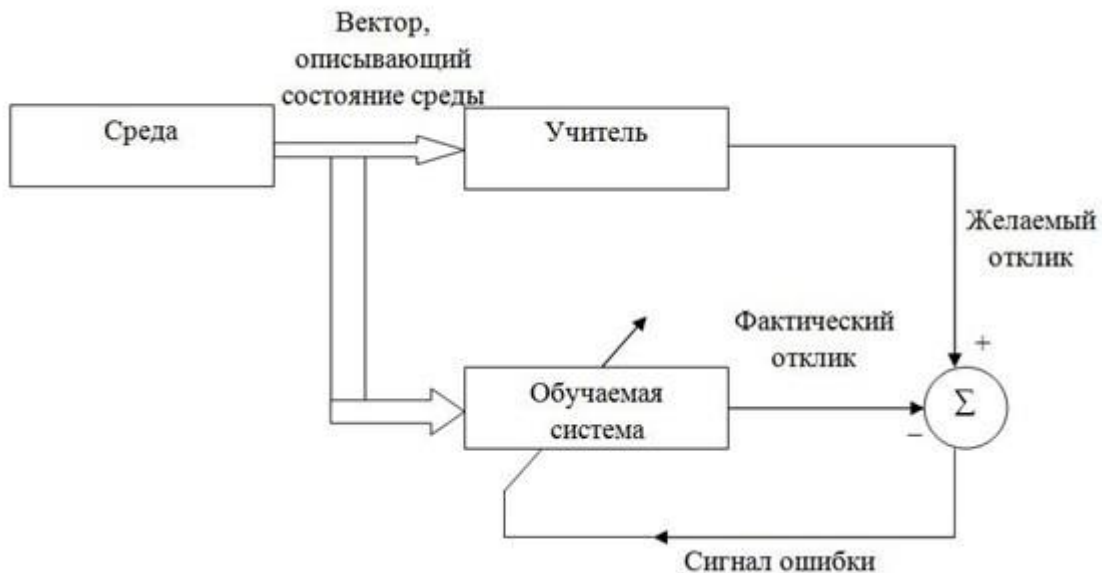 Вектор,
описывающий
состояние среды
Среда
Учитель
Желаемый
отклик
Фактический
отклик
+
Обучаемая
система
Σ
−
Сигнал ошибки